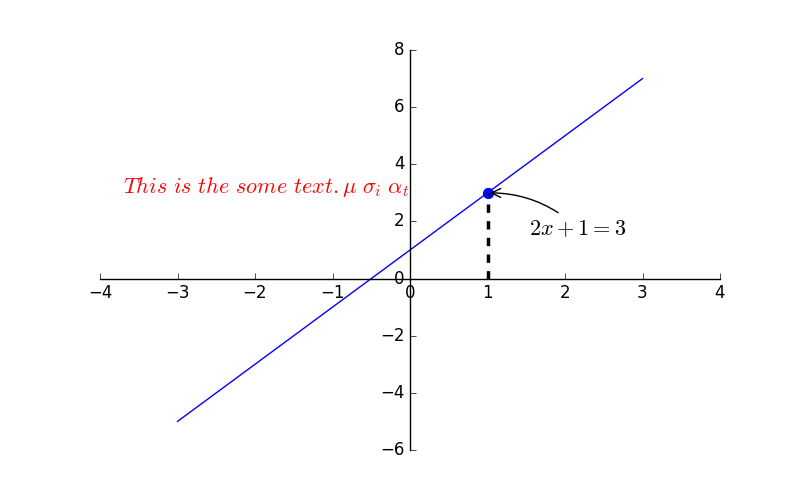 8
6
4
This is the some text. μ σᵢ αₜ
2
2x + 1 = 3
0
−4 −3 −2 −1 0 1 2 3 4
−2
−4
−6